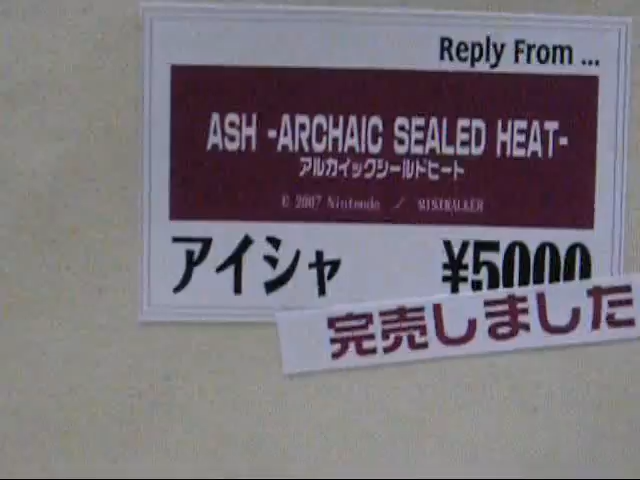 Reply From ...
ASH -ARCHAIC SEALED HEAT-
アルカイックシールドヒート
© 2007 Nintendo ／ MISTWALKER
アイシャ ¥5000
完売しました